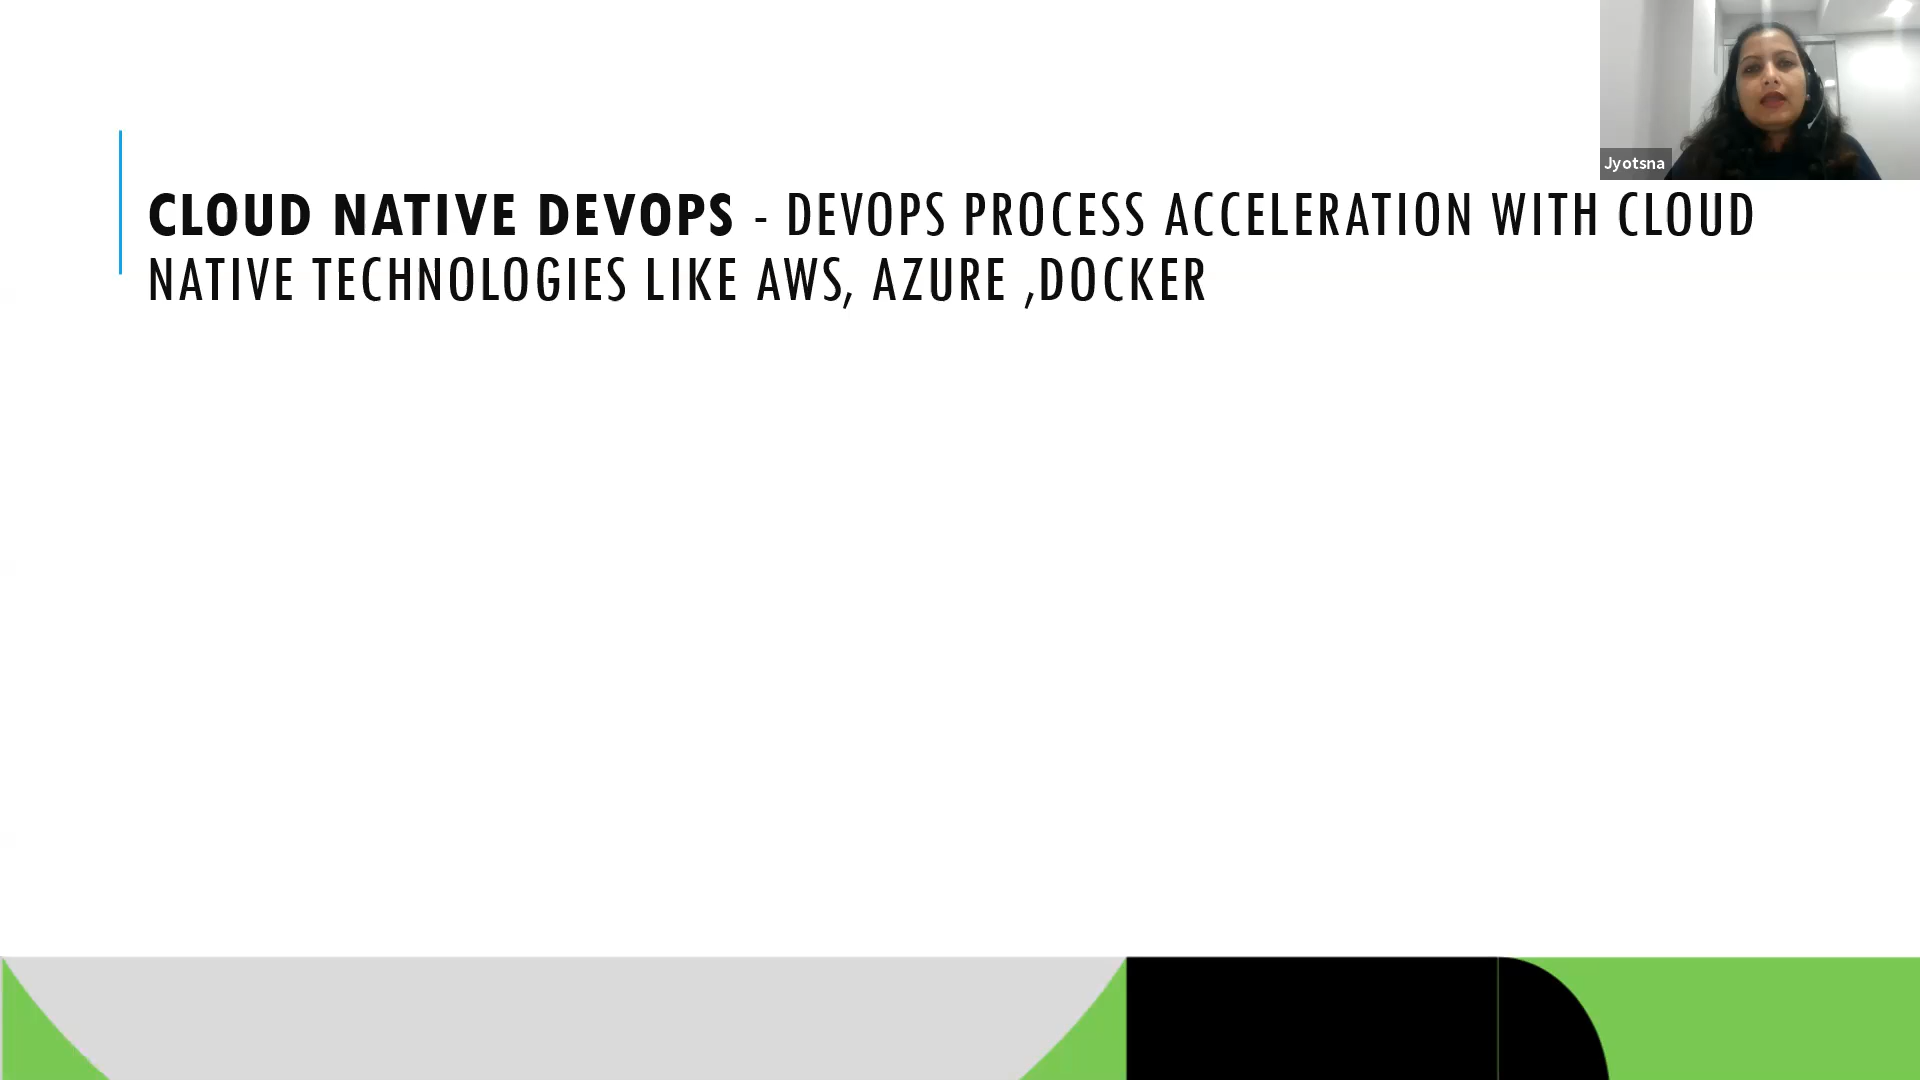 Jyotsna
CLOUD NATIVE DEVOPS - DEVOPS PROCESS ACCELERATION WITH CLOUD
NATIVE TECHNOLOGIES LIKE AWS, AZURE ,DOCKER